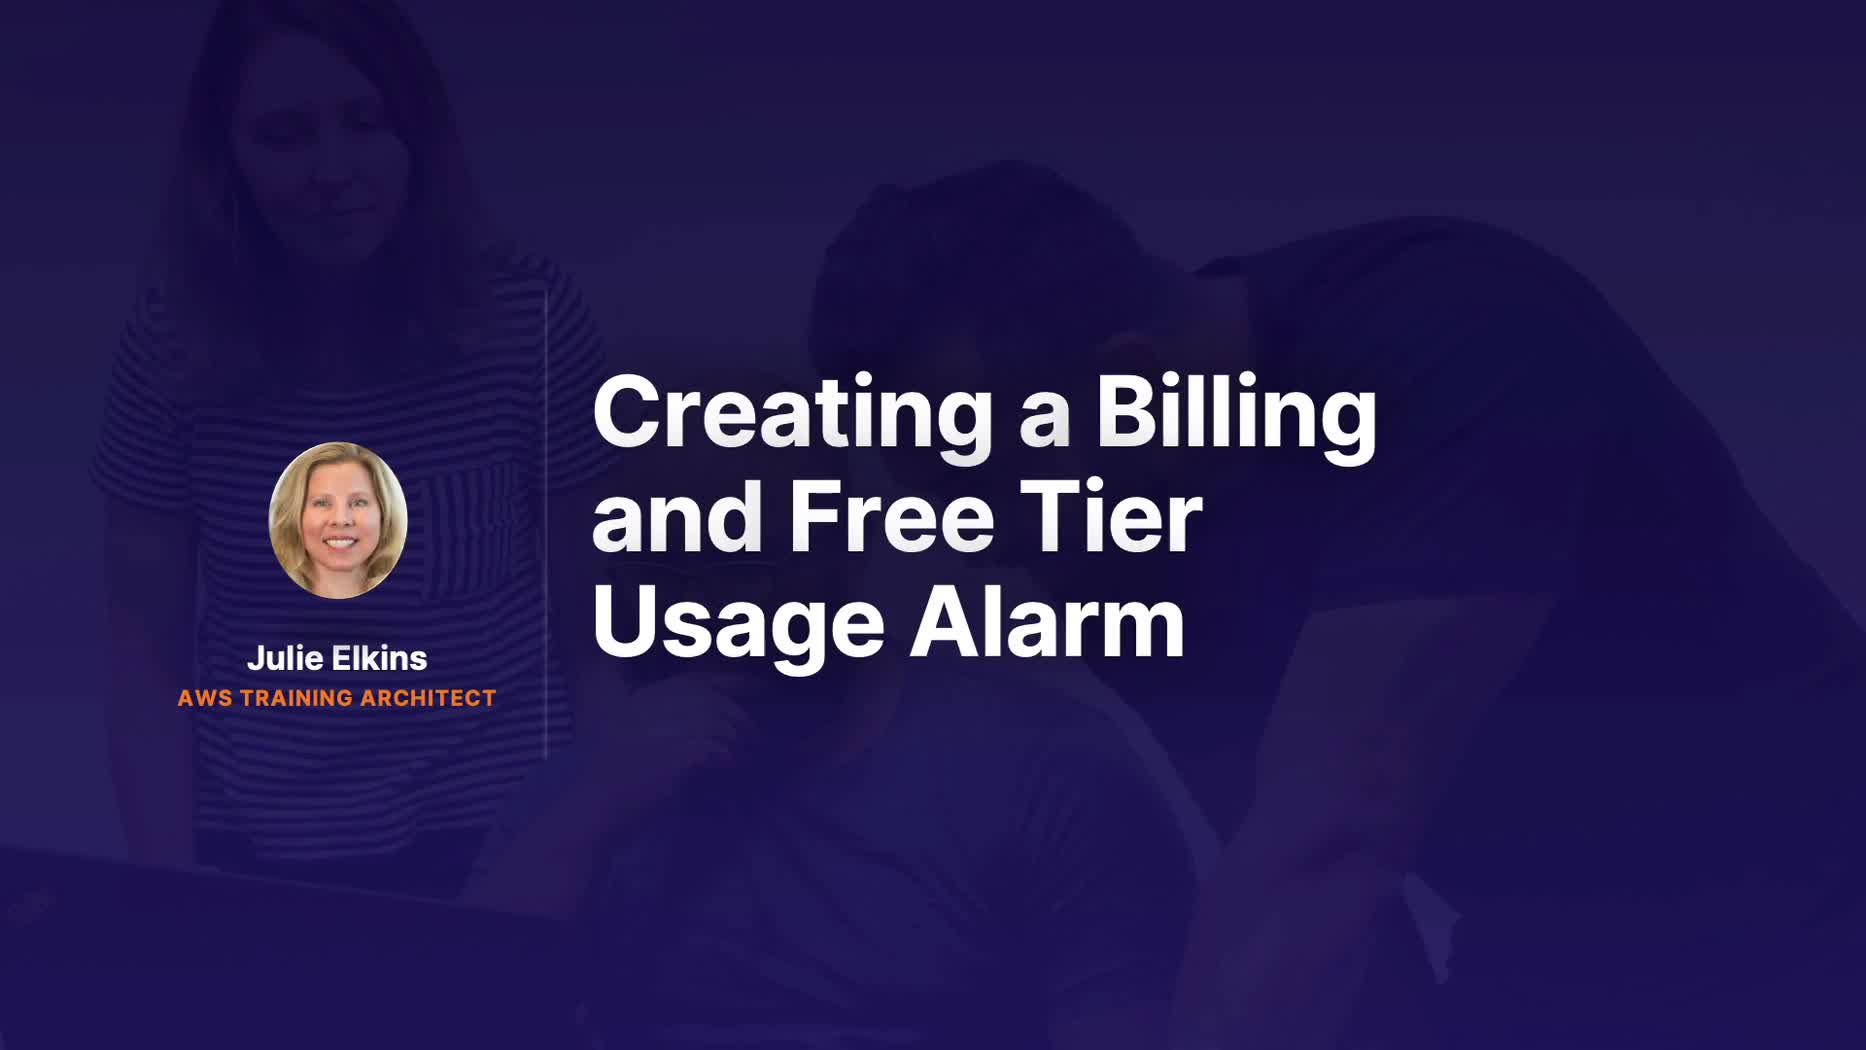 Creating a Billing
and Free Tier
Usage Alarm
Julie Elkins
AWS TRAINING ARCHITECT